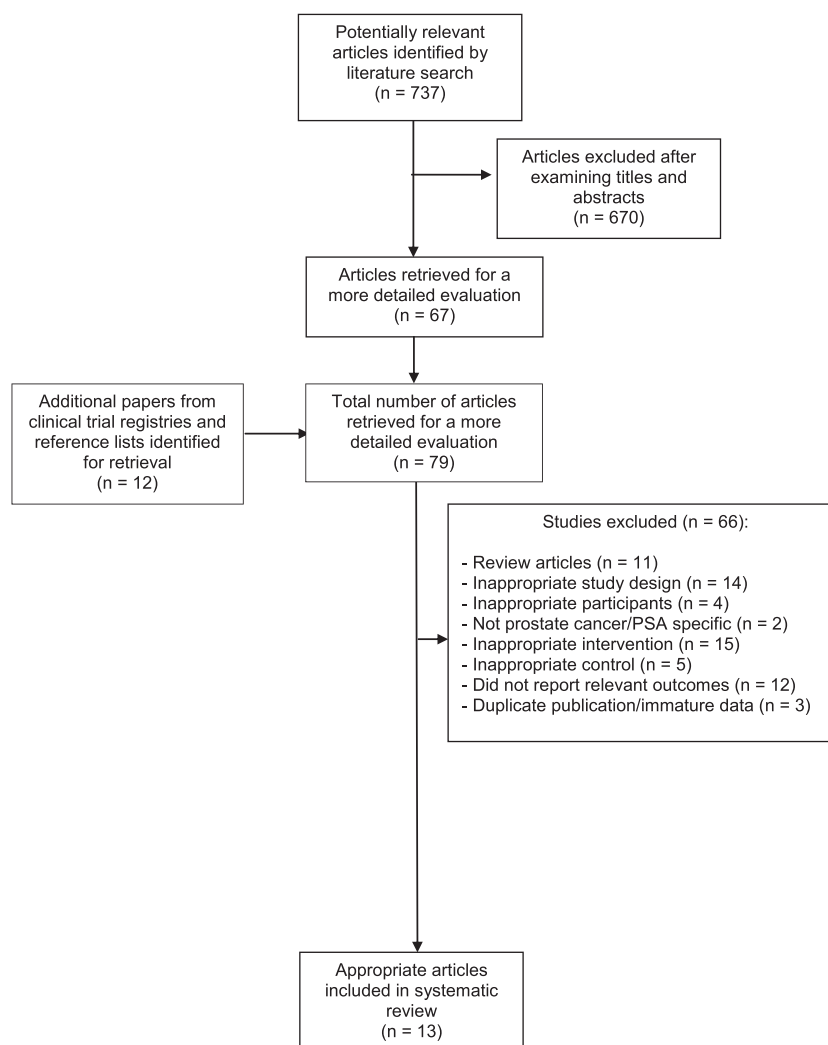 Potentially relevant
articles identified by
literature search
(n = 737)
Articles excluded after
examining titles and
abstracts
(n = 670)
Articles retrieved for a
more detailed evaluation
(n = 67)
Additional papers from
clinical trial registries and
reference lists identified
for retrieval
(n = 12)
Total number of articles
retrieved for a more
detailed evaluation
(n = 79)
Studies excluded (n = 66):
- Review articles (n = 11)
- Inappropriate study design (n = 14)
- Inappropriate participants (n = 4)
- Not prostate cancer/PSA specific (n = 2)
- Inappropriate intervention (n = 15)
- Inappropriate control (n = 5)
- Did not report relevant outcomes (n = 12)
- Duplicate publication/immature data (n = 3)
Appropriate articles
included in systematic
review
(n = 13)